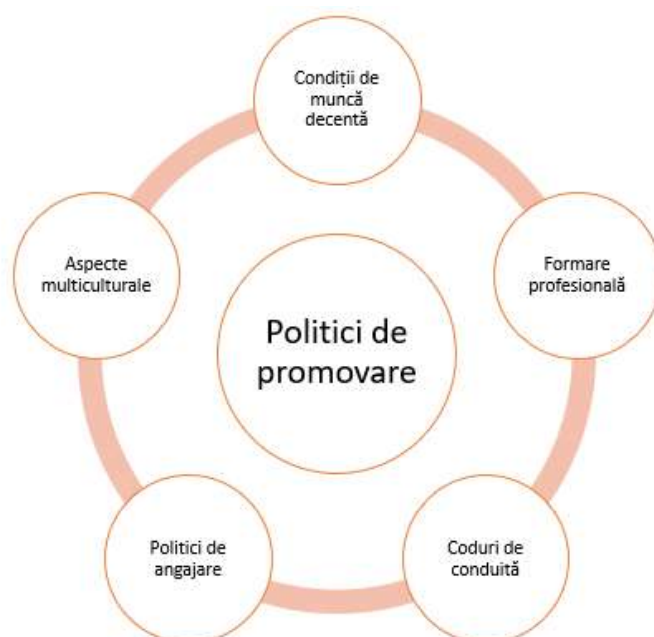 Condiții de
muncă
decentă
Aspecte
multiculturale
Formare
profesională
Politici de
promovare
Politici de
angajare
Coduri de
conduită